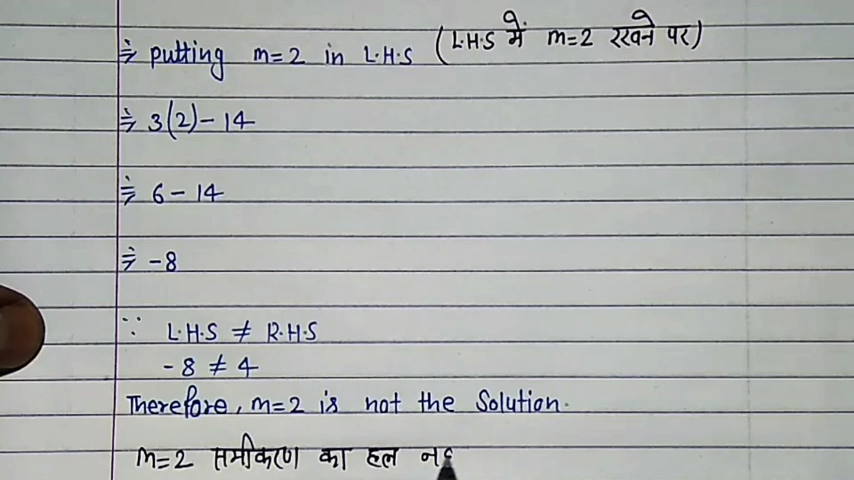 ⇒ putting m=2 in L.H.S (L.H.S में m=2 रखने पर)
⇒ 3(2)-14
⇒ 6-14
⇒ -8
∵ L.H.S ≠ R.H.S
-8 ≠ 4
Therefore, m=2 is not the Solution.
m=2 समीकरण का हल